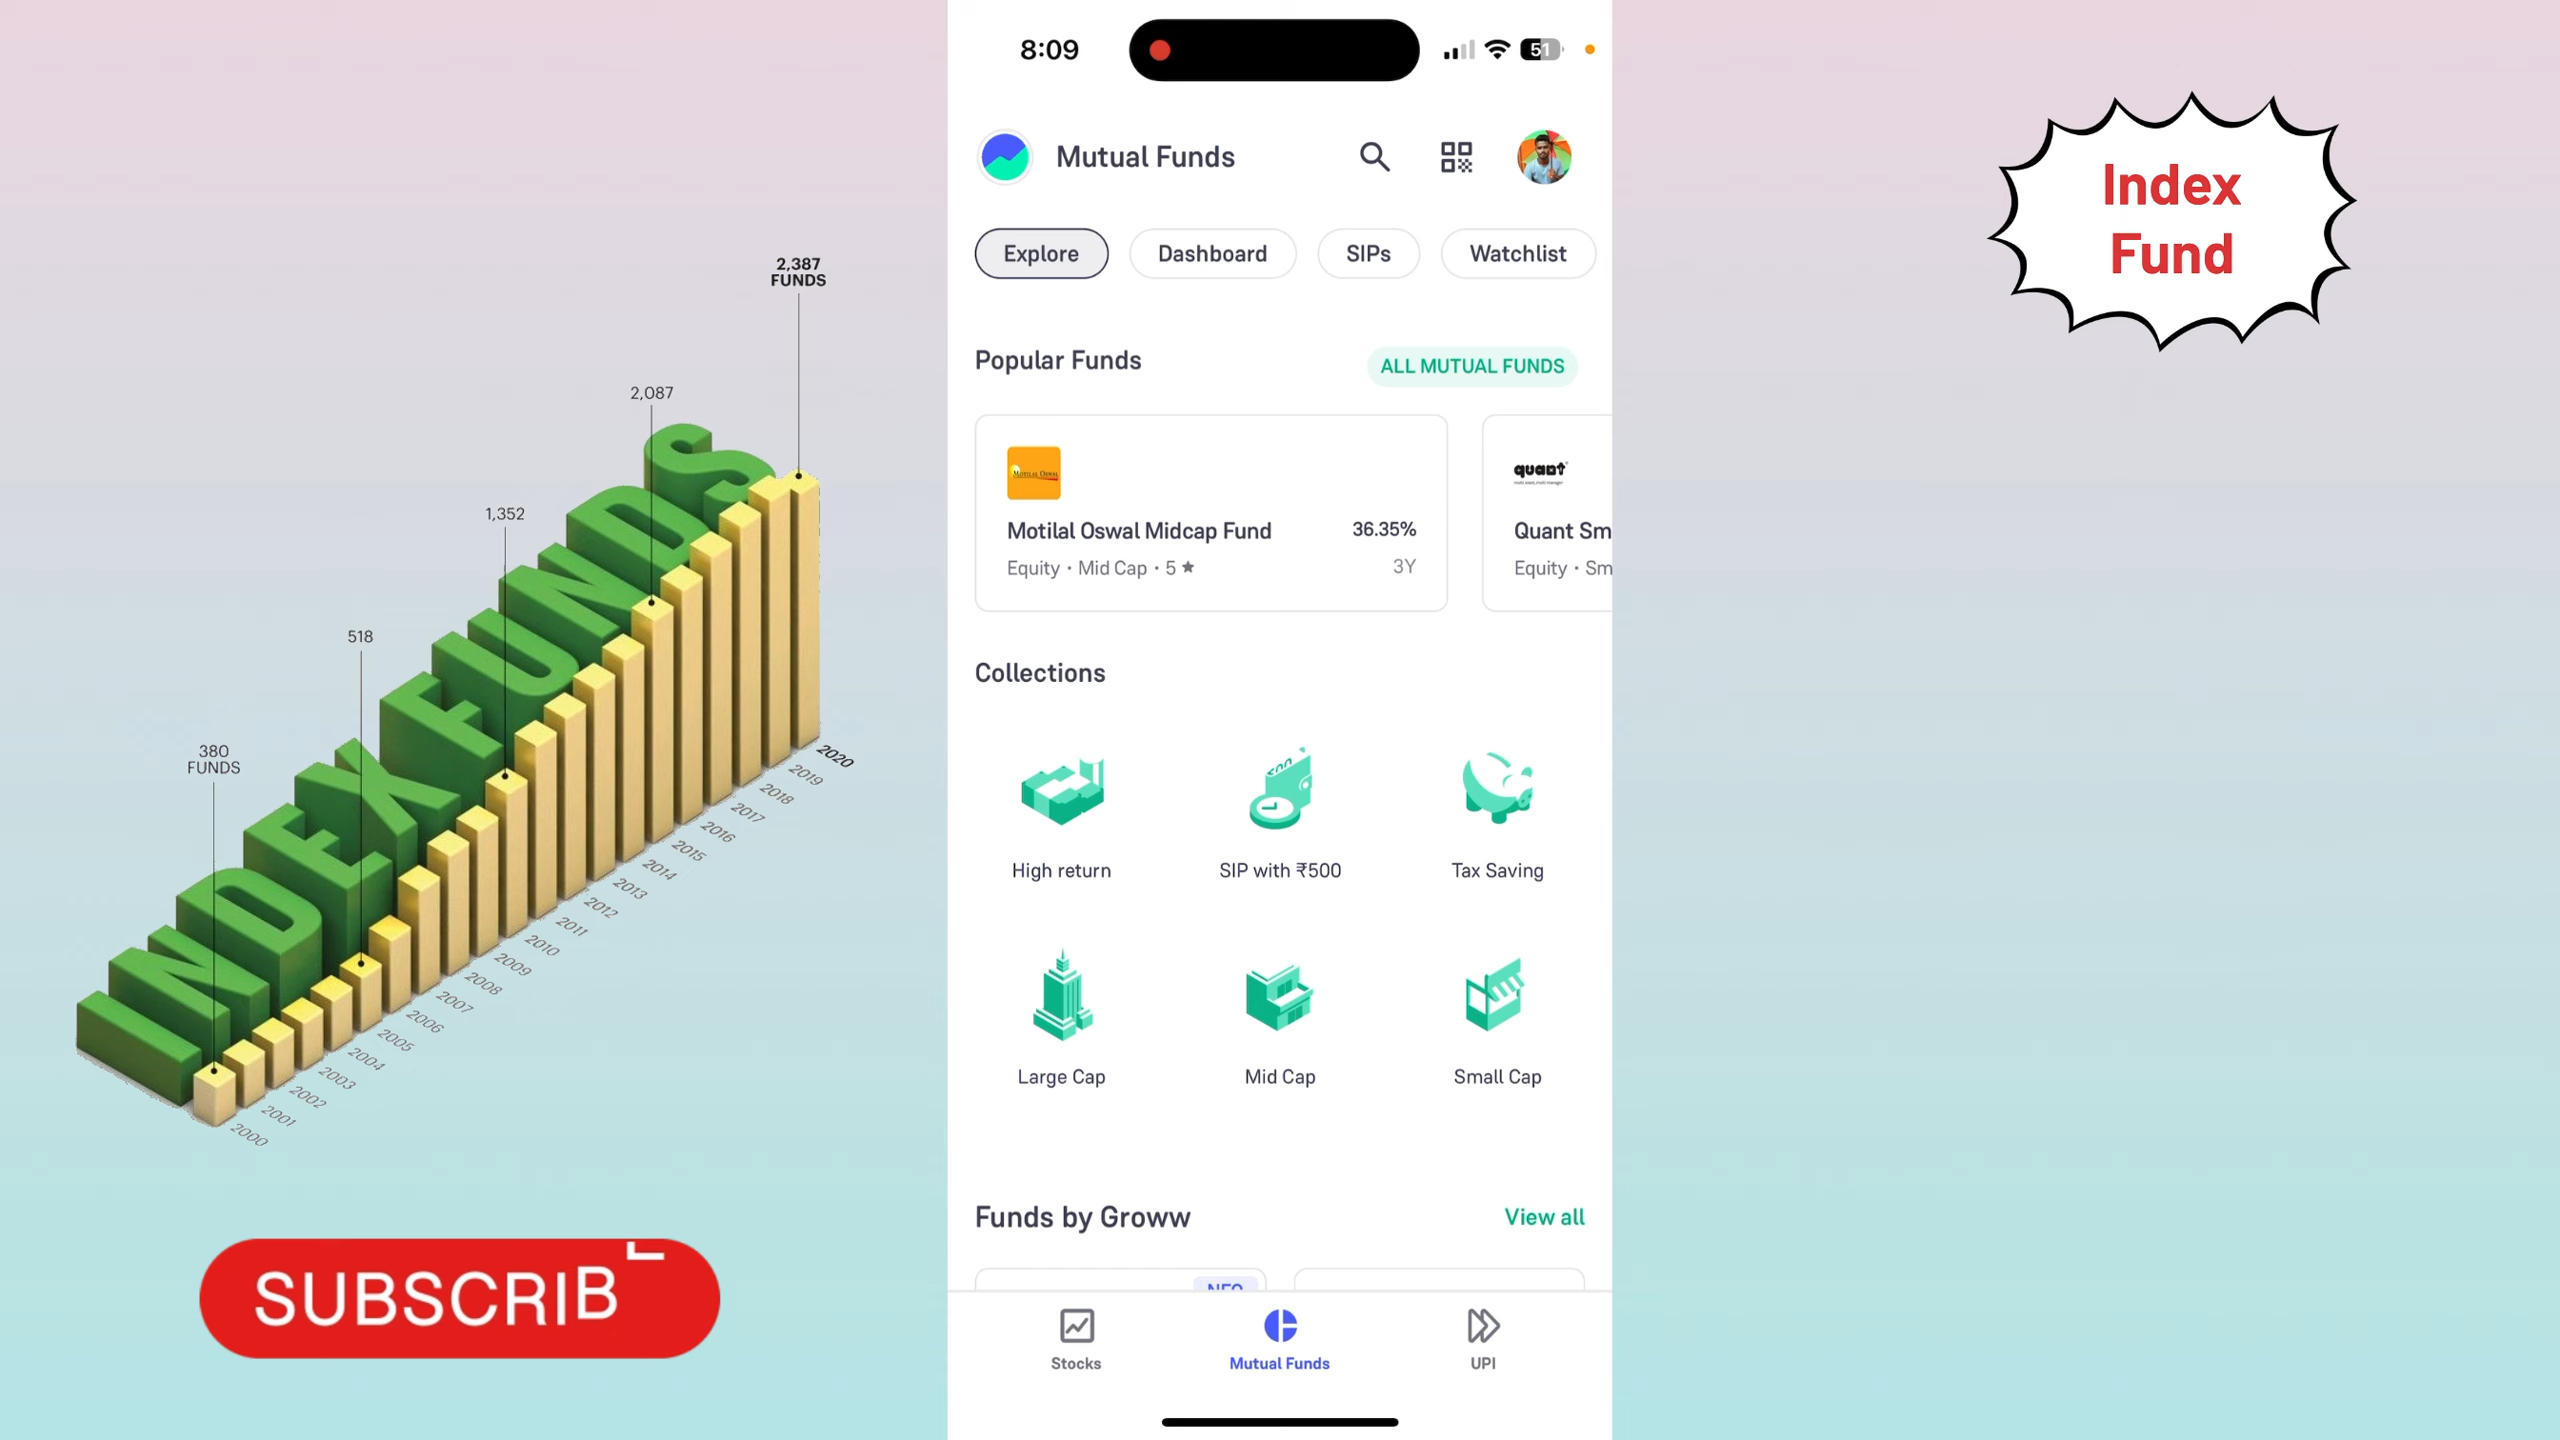 2,387
FUNDS
2,087
1,352
518
380
FUNDS
INDEX FUNDS
2020
2019
2018
2017
2016
2015
2014
2013
2012
2011
2010
2009
2008
2007
2006
2005
2004
2003
2002
2001
2000
SUBSCRIB
8:09
51
Mutual Funds
Explore
Dashboard
SIPs
Watchlist
Popular Funds
ALL MUTUAL FUNDS
MOTILAL OSWAL
Motilal Oswal Midcap Fund
36.35%
Equity • Mid Cap • 5 ★
3Y
quant
Quant Sm
Equity • Sm
Collections
High return
SIP with ₹500
Tax Saving
Large Cap
Mid Cap
Small Cap
Funds by Groww
View all
NFO
Stocks
Mutual Funds
UPI
Index
Fund